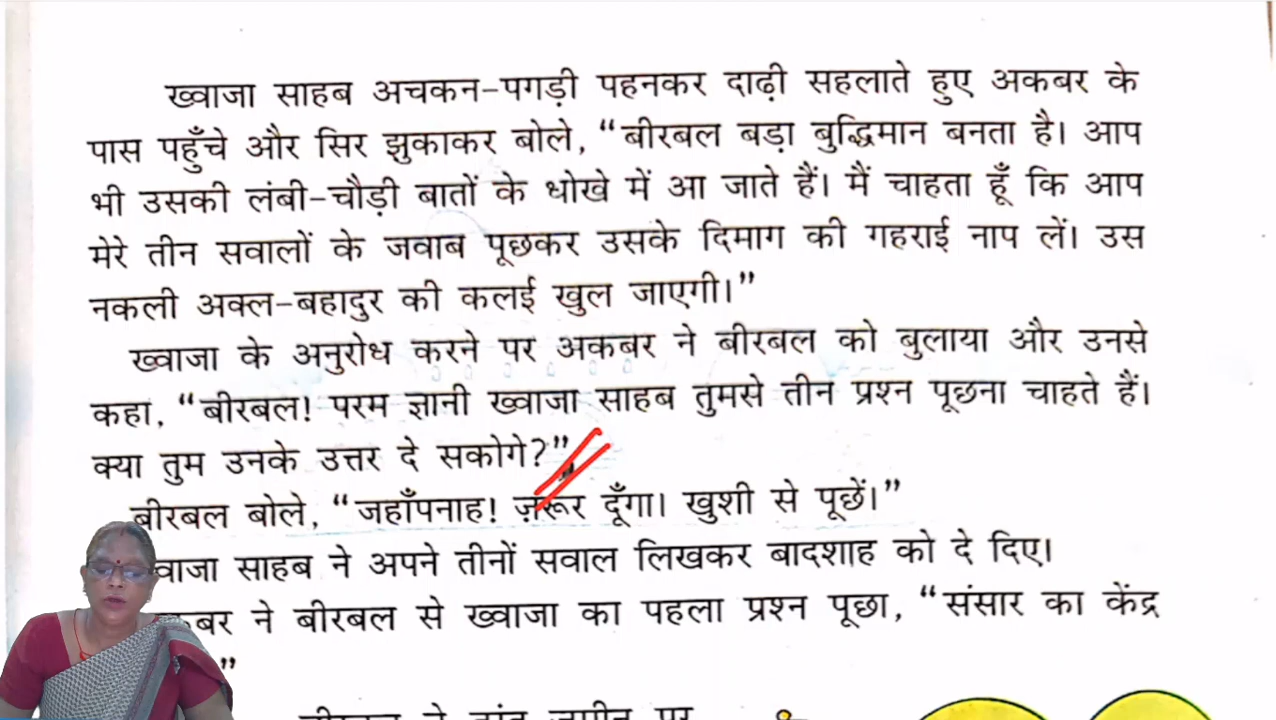 ख्वाजा साहब अचकन-पगड़ी पहनकर दाढ़ी सहलाते हुए अकबर के
पास पहुँचे और सिर झुकाकर बोले, “बीरबल बड़ा बुद्धिमान बनता है। आप
भी उसकी लंबी-चौड़ी बातों के धोखे में आ जाते हैं। मैं चाहता हूँ कि आप
मेरे तीन सवालों के जवाब पूछकर उसके दिमाग की गहराई नाप लें। उस
नकली अक्ल-बहादुर की कलई खुल जाएगी।”
ख्वाजा के अनुरोध करने पर अकबर ने बीरबल को बुलाया और उनसे
कहा, “बीरबल! परम ज्ञानी ख्वाजा साहब तुमसे तीन प्रश्न पूछना चाहते हैं।
क्या तुम उनके उत्तर दे सकोगे?”
बीरबल बोले, “जहाँपनाह! ज़रूर दूँगा। खुशी से पूछें।”
साहब ने अपने तीनों सवाल लिखकर बादशाह को दे दिए।
ने बीरबल से ख्वाजा का पहला प्रश्न पूछा, “संसार का केंद्र
”